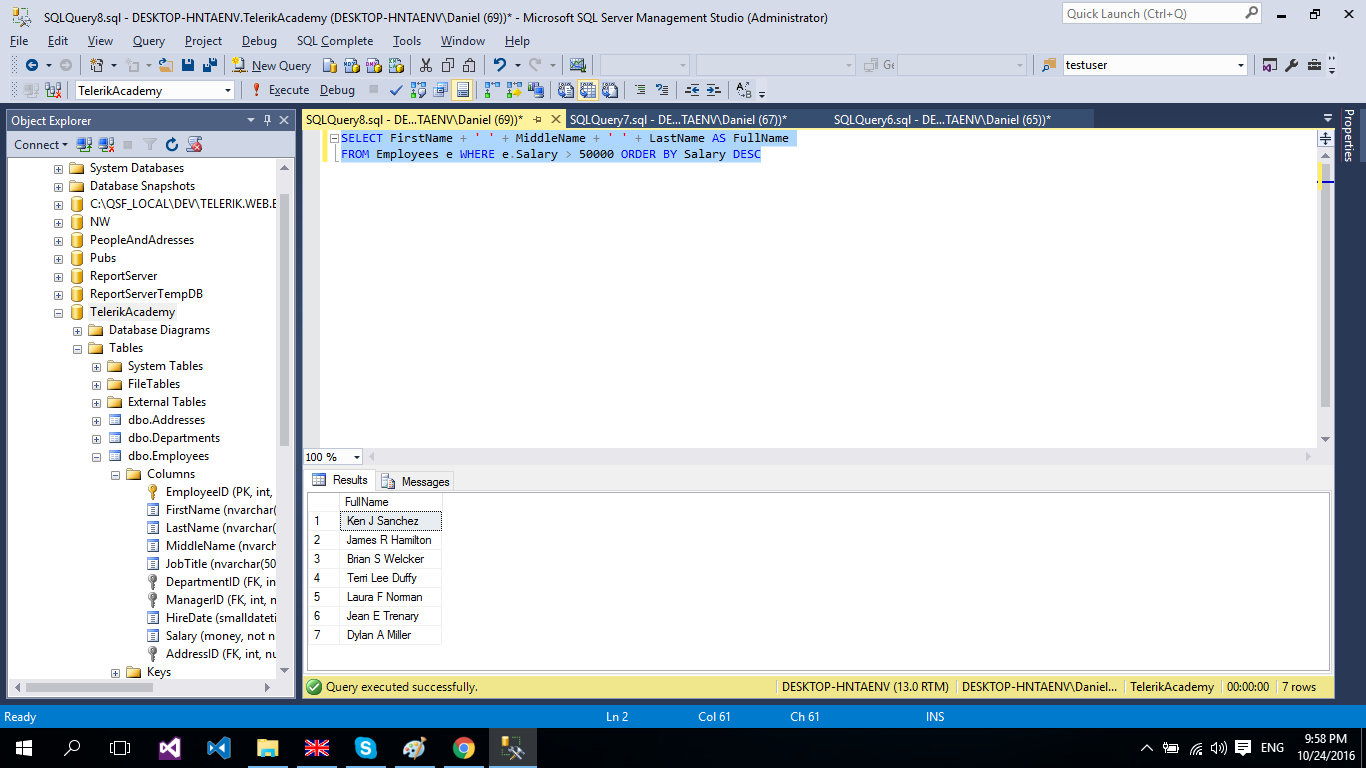 SQLQuery8.sql - DESKTOP-HNTAENV.TelerikAcademy (DESKTOP-HNTAENV\Daniel (69))* - Microsoft SQL Server Management Studio (Administrator)
Quick Launch (Ctrl+Q)
File Edit View Query Project Debug SQL Complete Tools Window Help
New Query
testuser
TelerikAcademy
Execute Debug
Object Explorer
SQLQuery8.sql - DE...TAENV\Daniel (69))*
SQLQuery7.sql - DE...TAENV\Daniel (67))*
SQLQuery6.sql - DE...TAENV\Daniel (65))*
Properties
Connect
SELECT FirstName + ' ' + MiddleName + ' ' + LastName AS FullName
FROM Employees e WHERE e.Salary > 50000 ORDER BY Salary DESC
System Databases
Database Snapshots
C:\QSF_LOCAL\DEV\TELERIK.WEB.E
NW
PeopleAndAdresses
Pubs
ReportServer
ReportServerTempDB
TelerikAcademy
Database Diagrams
Tables
System Tables
FileTables
External Tables
dbo.Addresses
dbo.Departments
dbo.Employees
Columns
EmployeeID (PK, int,
FirstName (nvarchar(
LastName (nvarchar(
MiddleName (nvarch
JobTitle (nvarchar(50
DepartmentID (FK, in
ManagerID (FK, int, n
HireDate (smalldateti
Salary (money, not n
AddressID (FK, int, nu
Keys
100 %
Results Messages
FullName
1 Ken J Sanchez
2 James R Hamilton
3 Brian S Welcker
4 Terri Lee Duffy
5 Laura F Norman
6 Jean E Trenary
7 Dylan A Miller
Query executed successfully.
DESKTOP-HNTAENV (13.0 RTM) DESKTOP-HNTAENV\Daniel... TelerikAcademy 00:00:00 7 rows
Ready Ln 2 Col 61 Ch 61 INS
ENG
9:58 PM
10/24/2016